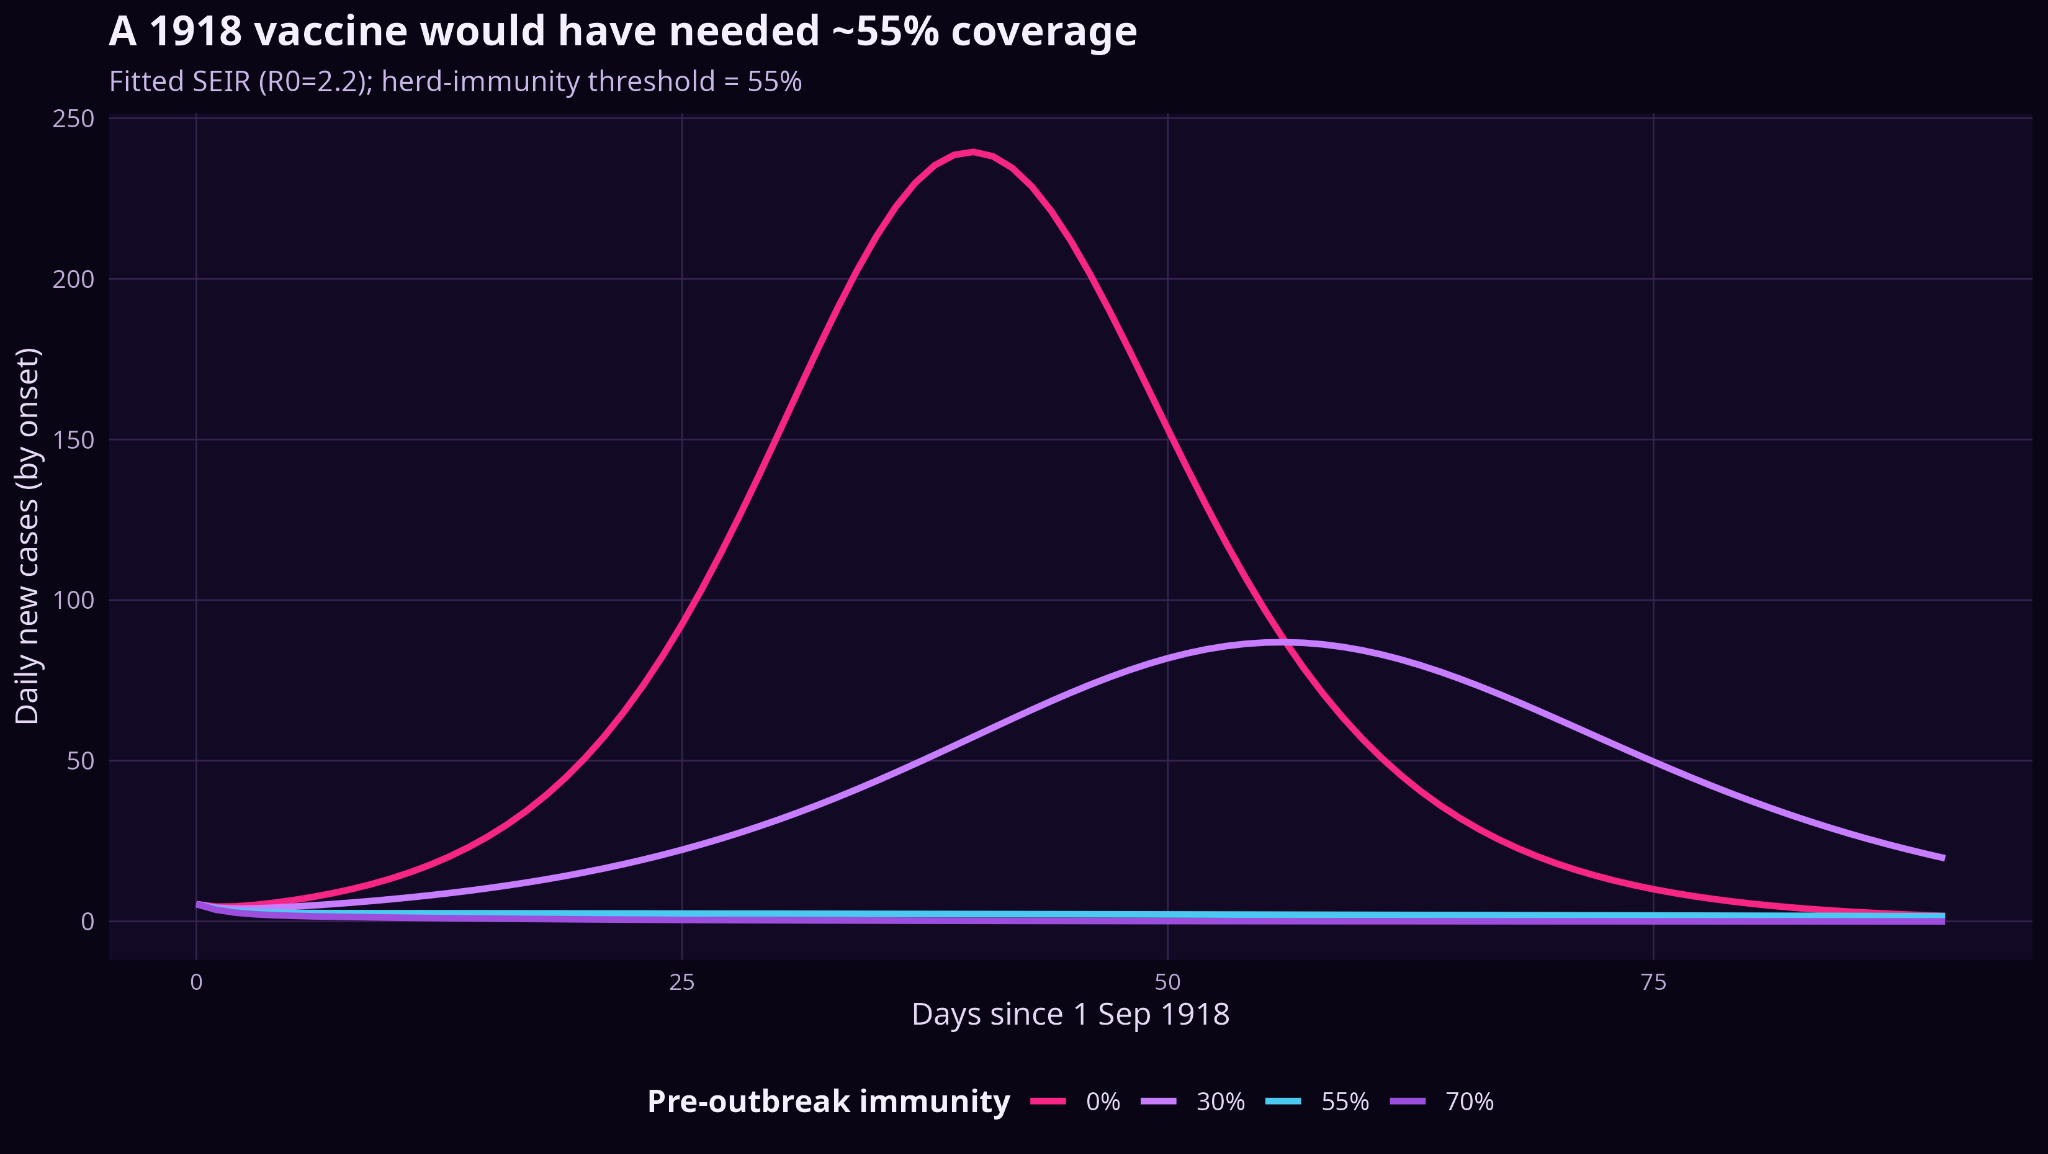 A 1918 vaccine would have needed ~55% coverage
Fitted SEIR (R0=2.2); herd-immunity threshold = 55%
Daily new cases (by onset)
250
200
150
100
50
0
0 25 50 75
Days since 1 Sep 1918
Pre-outbreak immunity 0% 30% 55% 70%